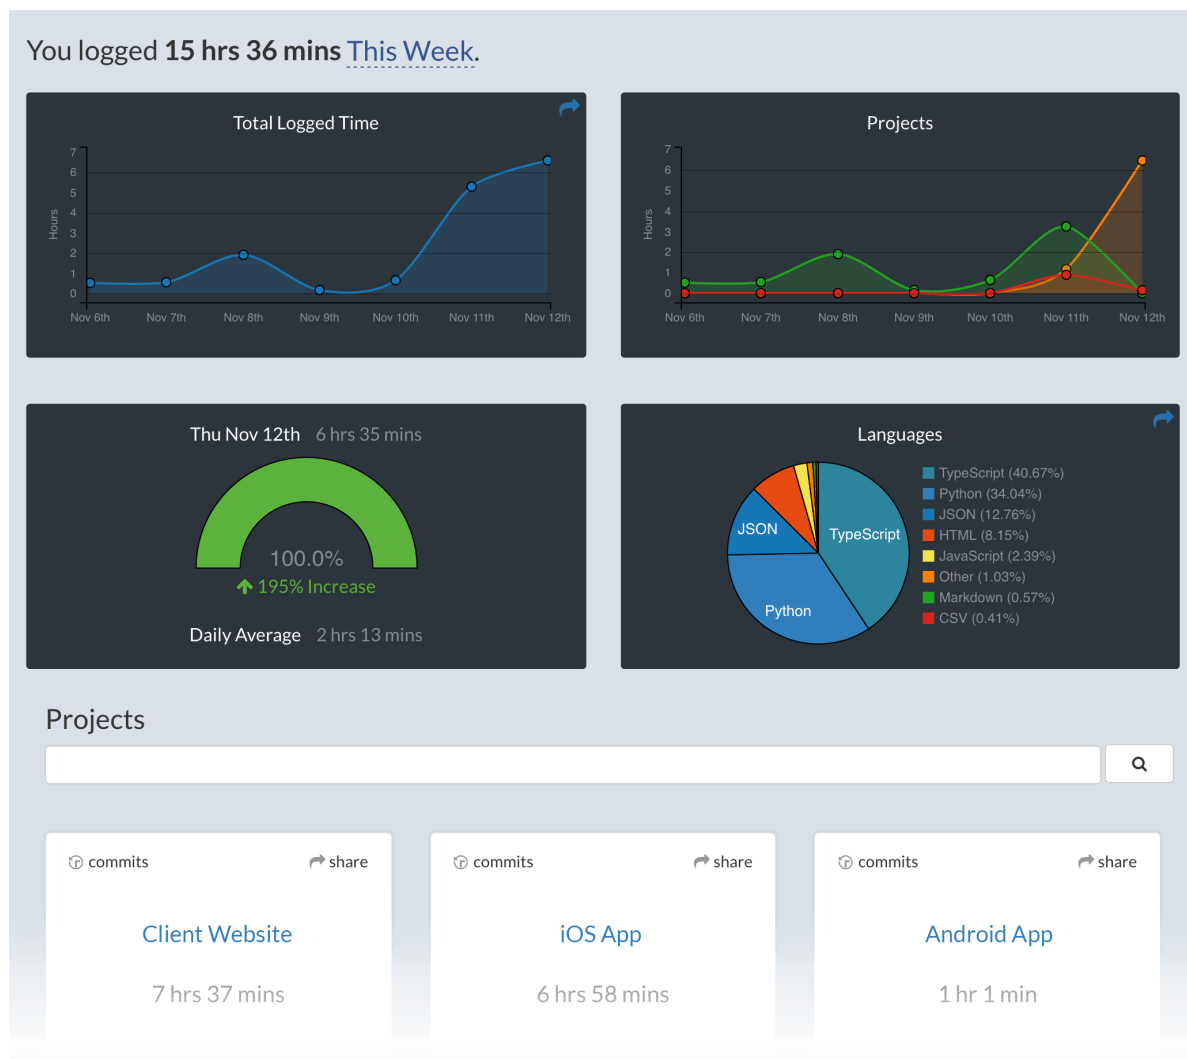 You logged 15 hrs 36 mins This Week.
Total Logged Time
7
6
5
4
3
2
1
0
Hours
Nov 6th Nov 7th Nov 8th Nov 9th Nov 10th Nov 11th Nov 12th
Projects
7
6
5
4
3
2
1
0
Hours
Nov 6th Nov 7th Nov 8th Nov 9th Nov 10th Nov 11th Nov 12th
Thu Nov 12th 6 hrs 35 mins
100.0%
195% Increase
Daily Average 2 hrs 13 mins
Languages
JSON
TypeScript
Python
TypeScript (40.67%)
Python (34.04%)
JSON (12.76%)
HTML (8.15%)
JavaScript (2.39%)
Other (1.03%)
Markdown (0.57%)
CSV (0.41%)
Projects
commits share
Client Website
7 hrs 37 mins
commits share
iOS App
6 hrs 58 mins
commits share
Android App
1 hr 1 min